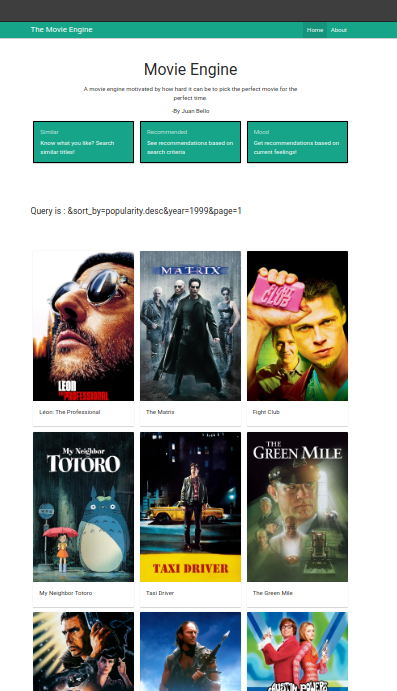 The Movie Engine
Home About
Movie Engine
A movie engine motivated by how hard it can be to pick the perfect movie for the
perfect time.
-By Juan Bello
Similar
Know what you like? Search
similar titles!
Recommended
See recommendations based on
search criteria
Mood
Get recommendations based on
current feelings!
Query is : &sort_by=popularity.desc&year=1999&page=1
LEON
THE PROFESSIONAL
MATRIX
FIGHT
CLUB
Léon: The Professional
The Matrix
Fight Club
My Neighbor
TOTORO
TAXI DRIVER
THE
GREEN MILE
My Neighbor Totoro
Taxi Driver
The Green Mile
AUSTIN POWERS